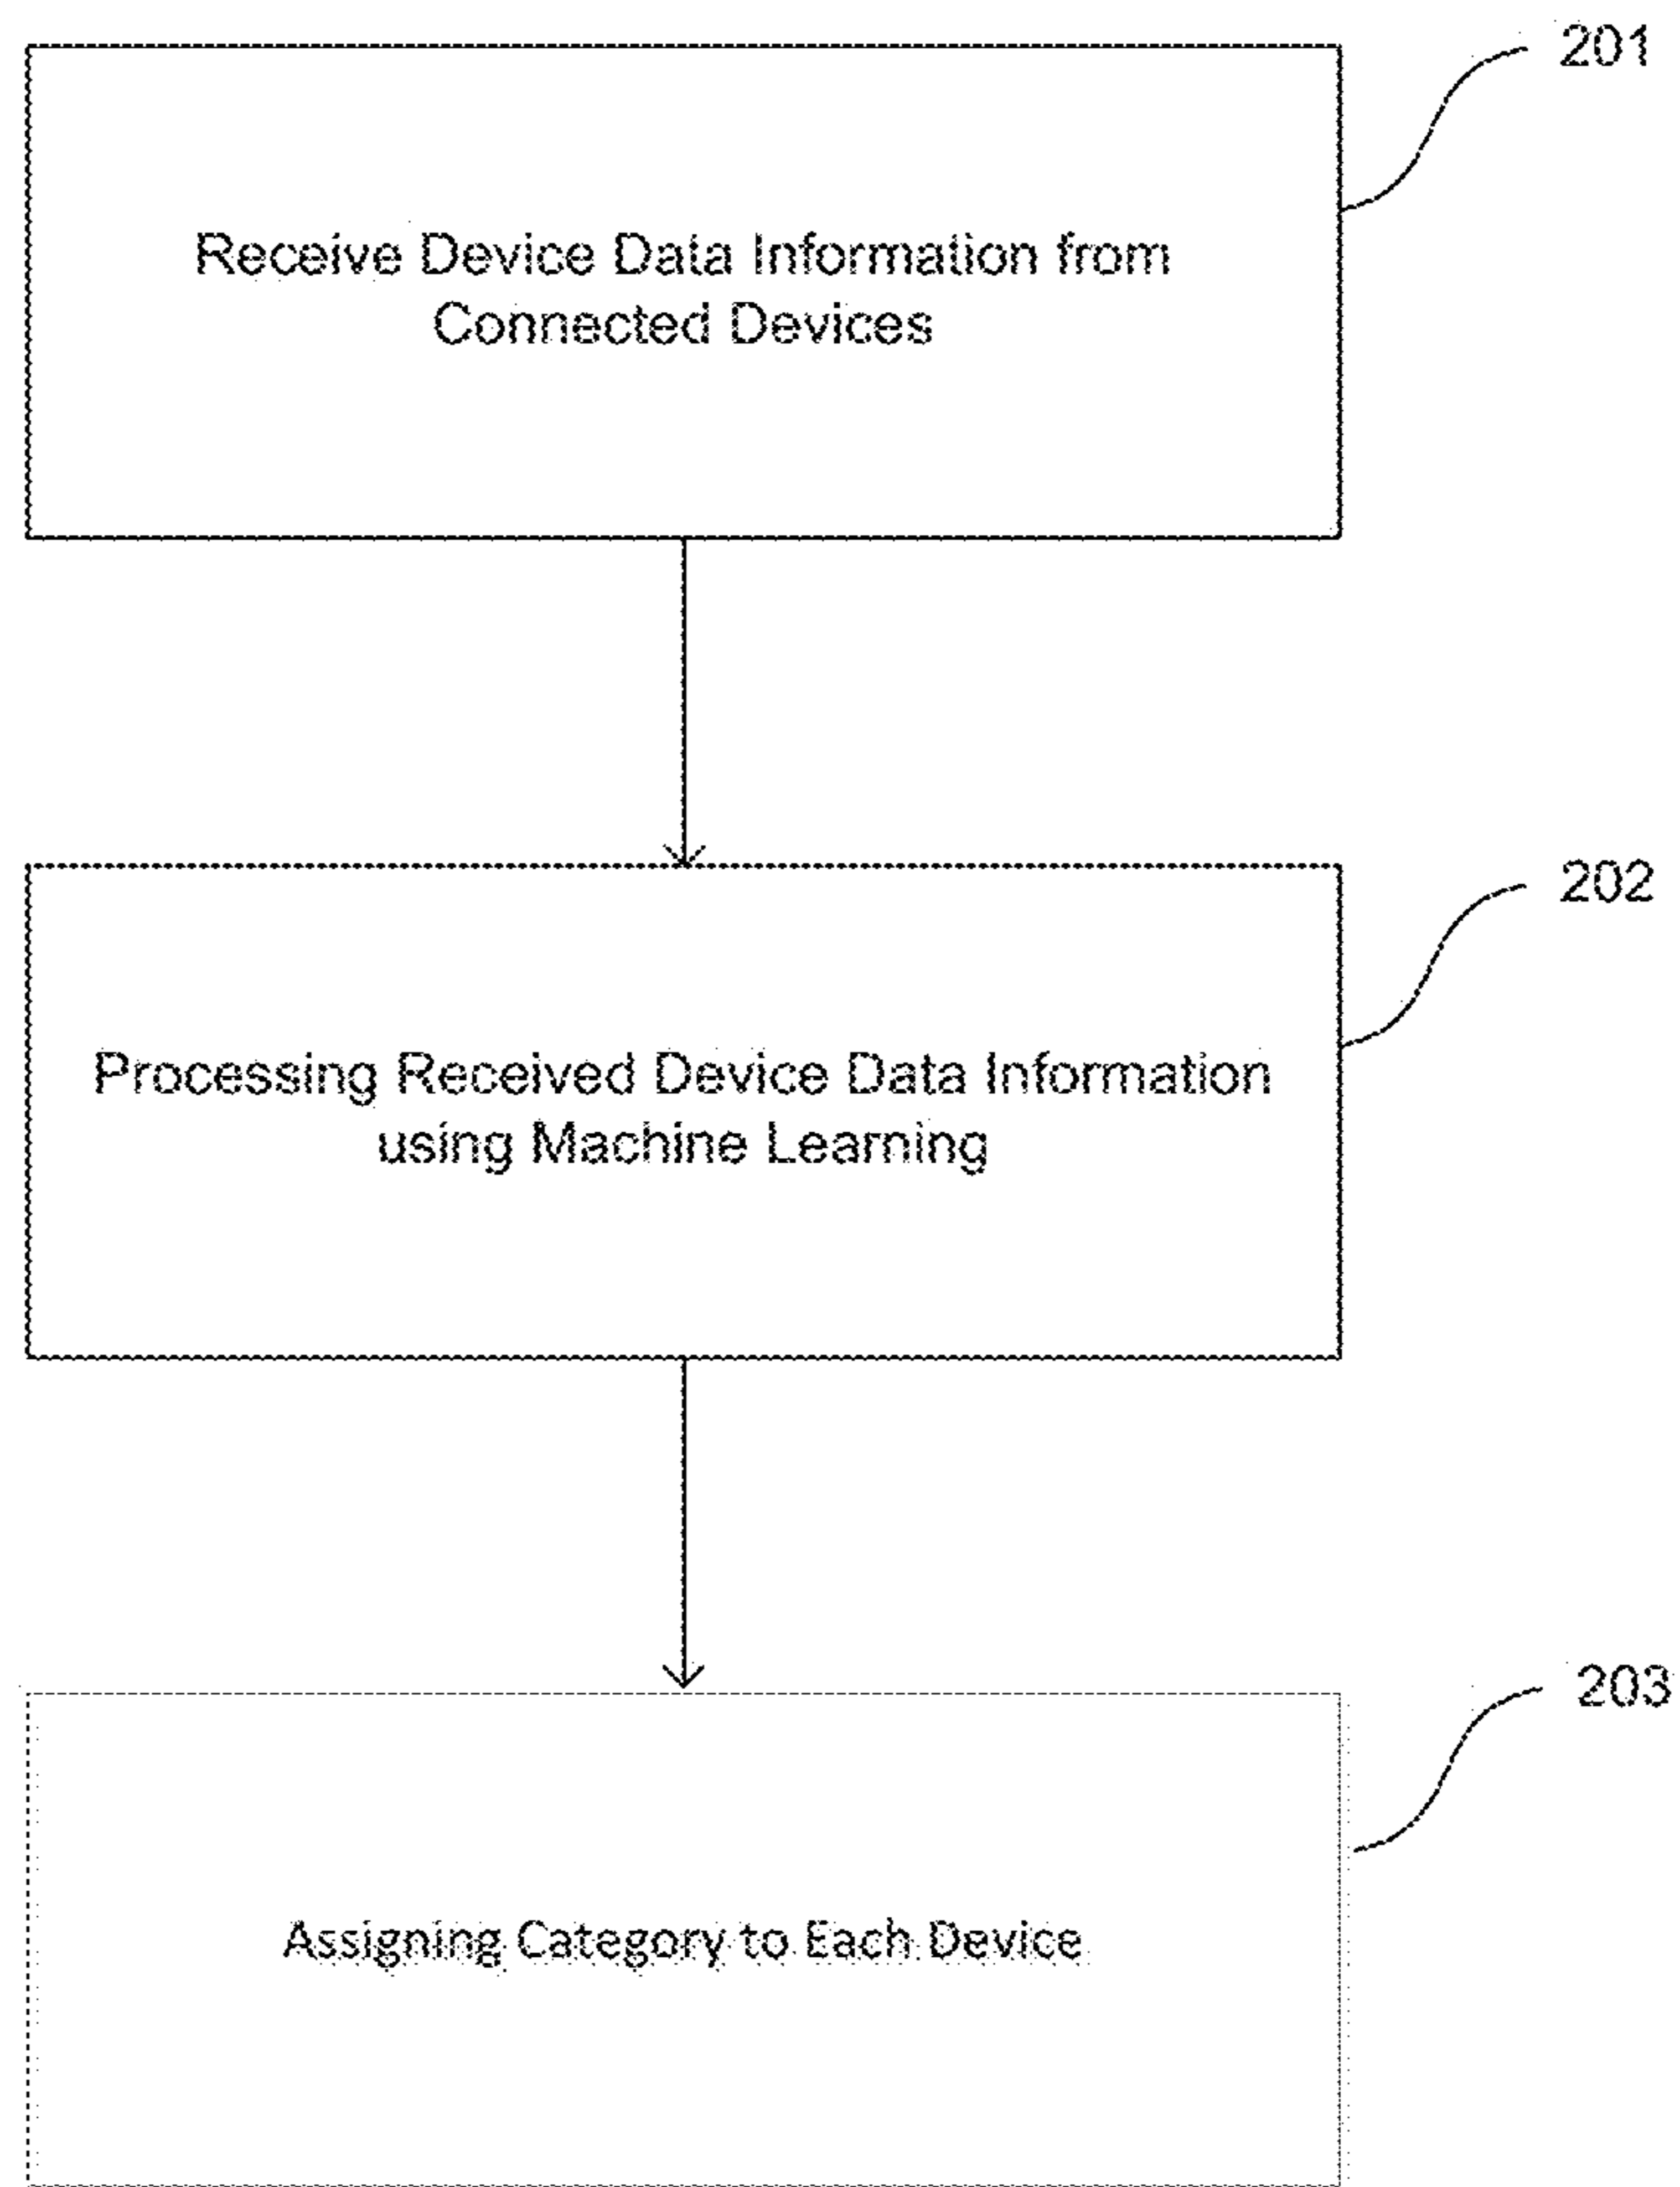 201
Receive Device Data Information from
Connected Devices
202
Processing Received Device Data Information
using Machine Learning
203
Assigning Category to Each Device